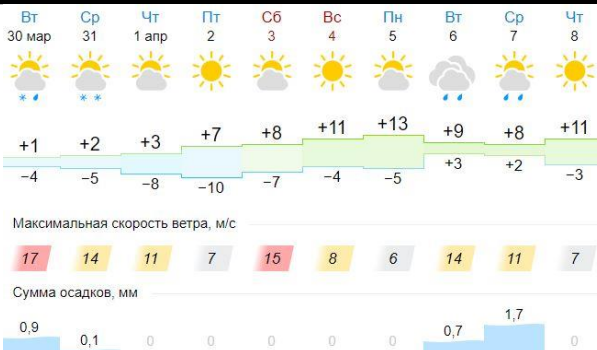 Вт Ср Чт Пт Сб Вс Пн Вт Ср Чт
30 мар 31 1 апр 2 3 4 5 6 7 8
+1 +2 +3 +7 +8 +11 +13 +9 +8 +11
−4 −5 −8 −10 −7 −4 −5 +3 +2 −3
Максимальная скорость ветра, м/с
17 14 11 7 15 8 6 14 11 7
Сумма осадков, мм
0,9 0,1 0 0 0 0 0 0,7 1,7 0